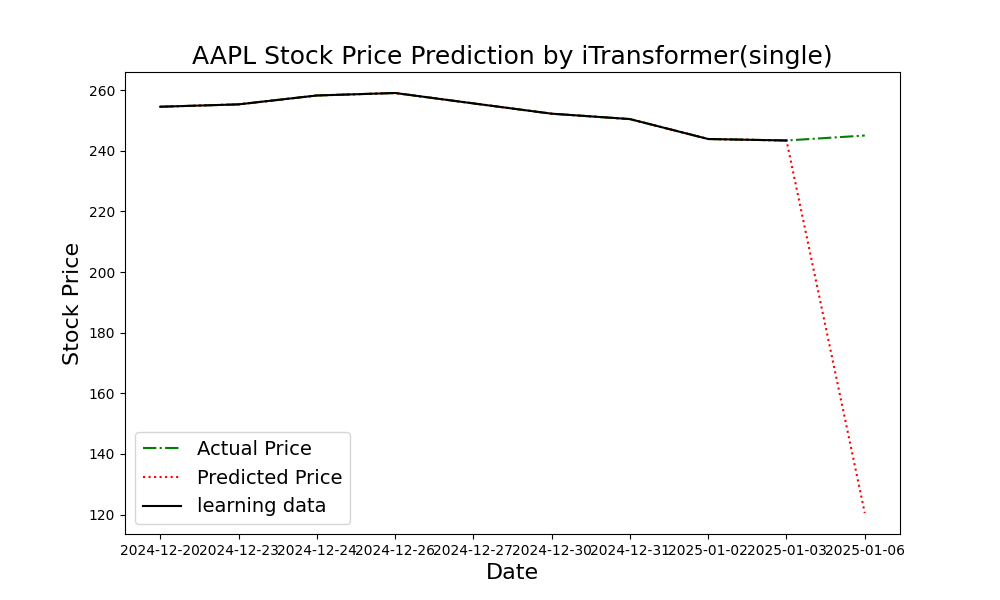 AAPL Stock Price Prediction by iTransformer(single)
260
240
220
200
180
160
140
120
Stock Price
Actual Price
Predicted Price
learning data
2024-12-20 2024-12-23 2024-12-24 2024-12-26 2024-12-27 2024-12-30 2024-12-31 2025-01-02 2025-01-03 2025-01-06
Date